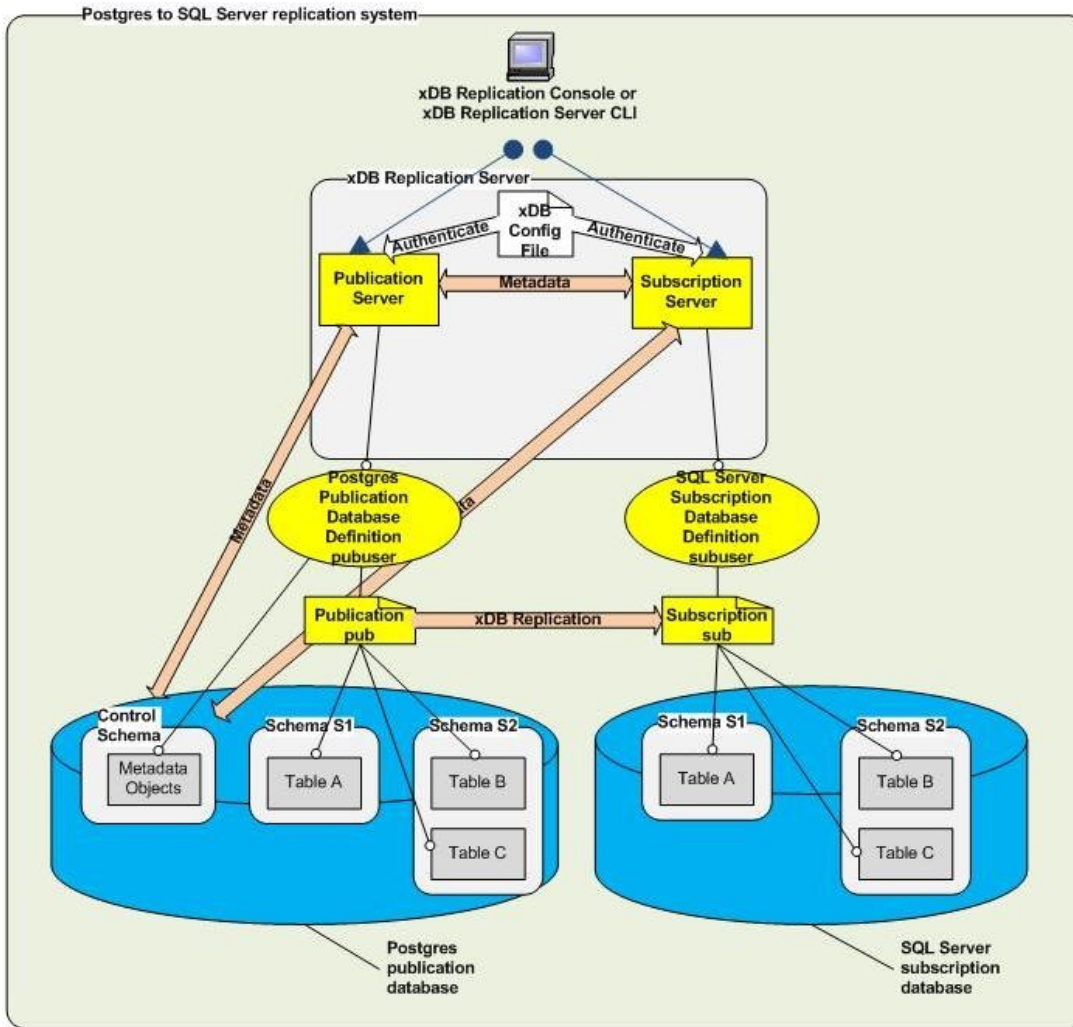 Postgres to SQL Server replication system
xDB Replication Console or
xDB Replication Server CLI
xDB Replication Server
xDB
Config
File
Authenticate
Authenticate
Publication
Server
Metadata
Subscription
Server
Metadata
ta
Postgres
Publication
Database
Definition
pubuser
SQL Server
Subscription
Database
Definition
subuser
Publication
pub
xDB Replication
Subscription
sub
Control
Schema
Metadata
Objects
Schema S1
Table A
Schema S2
Table B
Table C
Schema S1
Table A
Schema S2
Table B
Table C
Postgres
publication
database
SQL Server
subscription
database